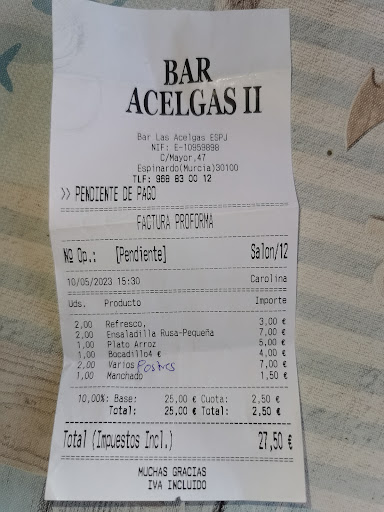 BAR
ACELGAS II
Bar Las Acelgas ESPJ
NIF: E-10959898
C/Mayor,47
Espinardo(Murcia)30100
TLF: 968 83 00 12
>> PENDIENTE DE PAGO
FACTURA PROFORMA
Nº Op.: [Pendiente] Salon/12
10/05/2023 15:30 Carolina
Uds. Producto Importe
2,00 Refresco, 3,00 €
2,00 Ensaladilla Rusa-Pequeña 7,00 €
1,00 Plato Arroz 5,00 €
1,00 Bocadillo4 € 4,00 €
2,00 Varios Postres 7,00 €
1,00 Manchado 1,50 €
10,00%: Base: 25,00 € Cuota: 2,50 €
Total: 25,00 € Total: 2,50 €
Total (Impuestos Incl.) 27,50 €
MUCHAS GRACIAS
IVA INCLUIDO